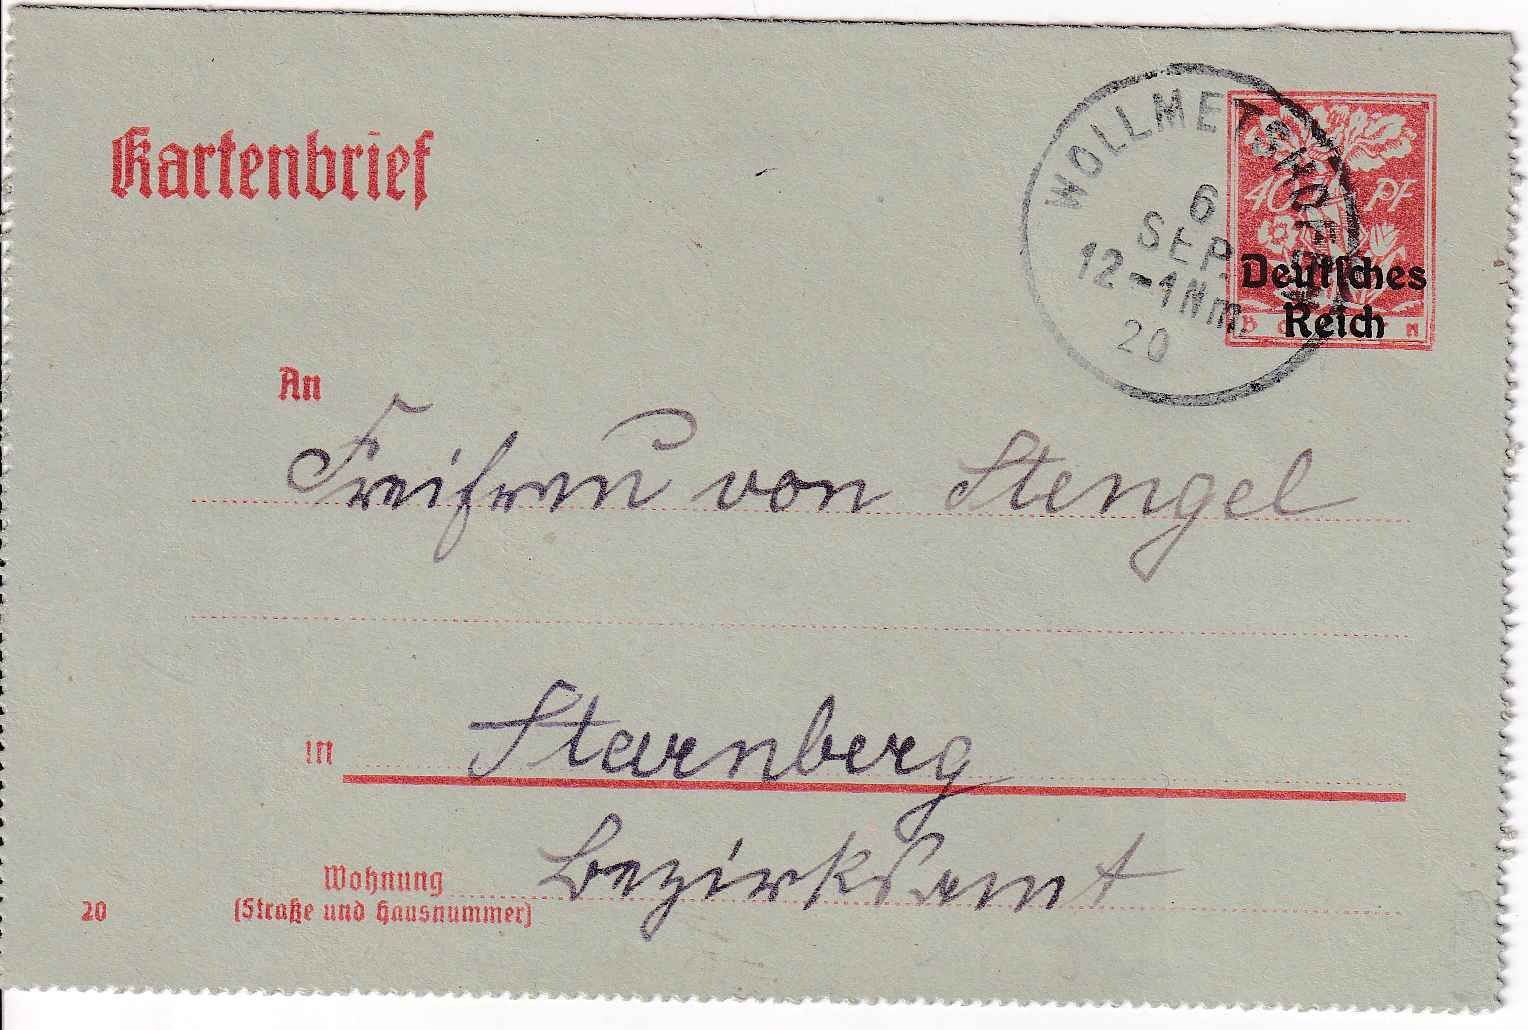 Kartenbrief
WOLLMETSHOFEN
6
SEP.
12-1Nm.
20
40 PF
Deutsches
Reich
An
Freifrau von Stengel
in Starnberg
Wohnung Bezirksamt
(Straße und Hausnummer)
20